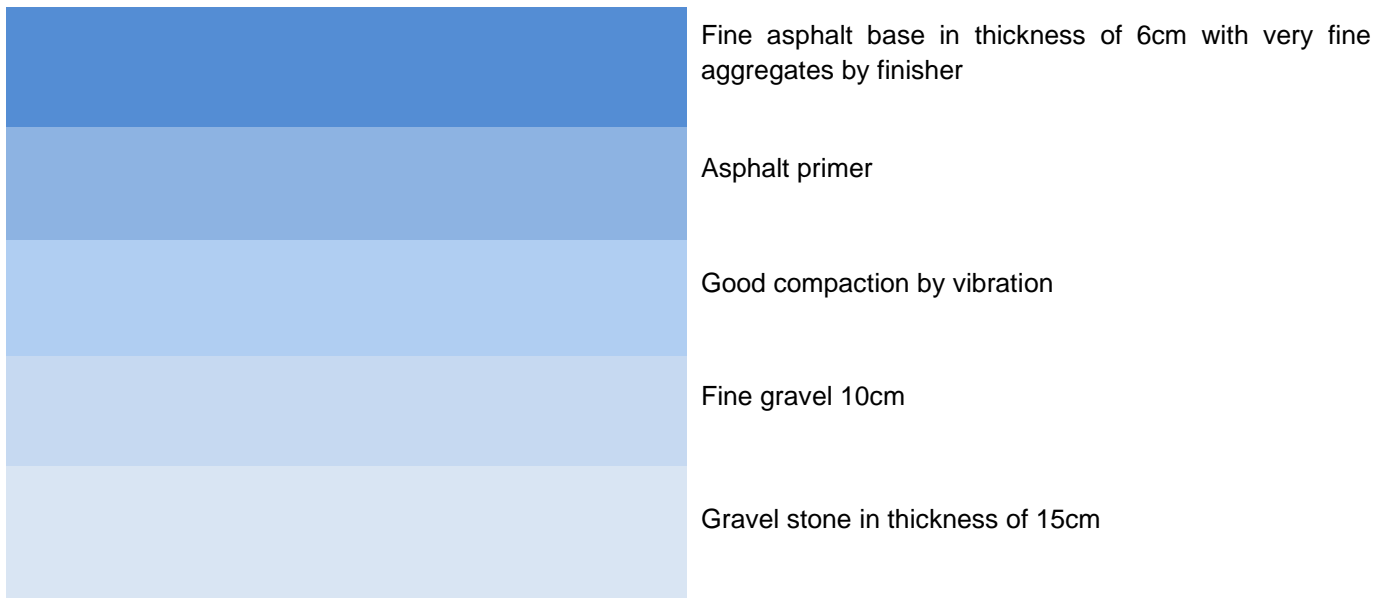 Fine asphalt base in thickness of 6cm with very fine
aggregates by finisher
Asphalt primer
Good compaction by vibration
Fine gravel 10cm
Gravel stone in thickness of 15cm